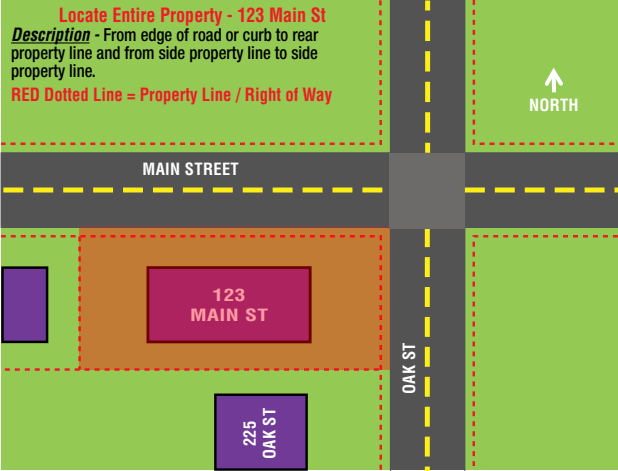 Locate Entire Property - 123 Main St
Description - From edge of road or curb to rear
property line and from side property line to side
property line.
RED Dotted Line = Property Line / Right of Way
NORTH
MAIN STREET
123
MAIN ST
OAK ST
225
OAK ST